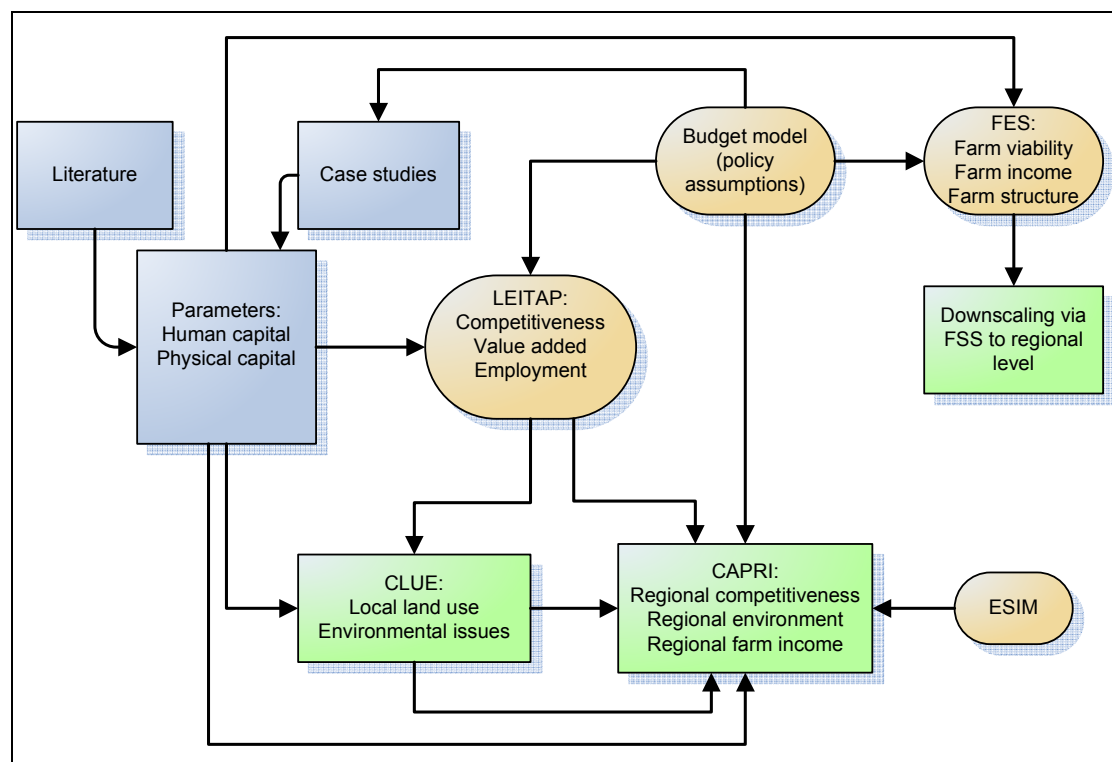 Literature
Case studies
Budget model
(policy
assumptions)
FES:
Farm viability
Farm income
Farm structure
Parameters:
Human capital
Physical capital
LEITAP:
Competitiveness
Value added
Employment
Downscaling via
FSS to regional
level
CLUE:
Local land use
Environmental issues
CAPRI:
Regional competitiveness
Regional environment
Regional farm income
ESIM